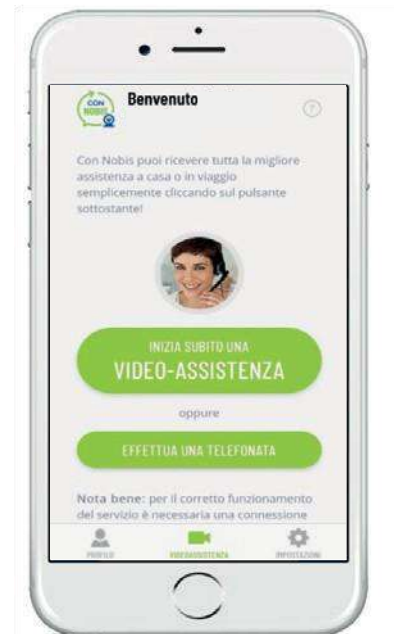 CON
NOBIS
Benvenuto
?
Con Nobis puoi ricevere tutta la migliore
assistenza a casa o in viaggio
semplicemente cliccando sul pulsante
sottostante!
INIZIA SUBITO UNA
VIDEO-ASSISTENZA
oppure
EFFETTUA UNA TELEFONATA
Nota bene: per il corretto funzionamento
del servizio è necessaria una connessione
PROFILO
VIDEOASSISTENZA
IMPOSTAZIONI